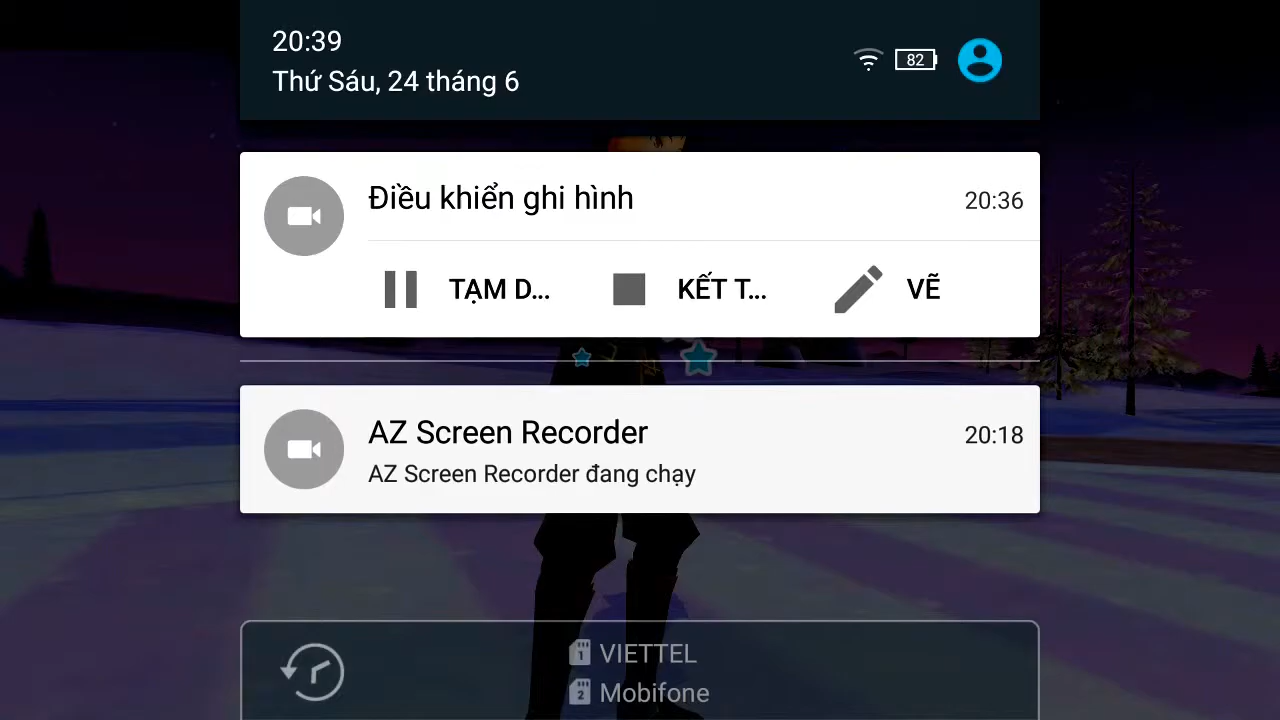 20:39
82
Thứ Sáu, 24 tháng 6
Điều khiển ghi hình
20:36
TẠM D...
KẾT T...
VẼ
AZ Screen Recorder
20:18
AZ Screen Recorder đang chạy
1 VIETTEL
2 Mobifone